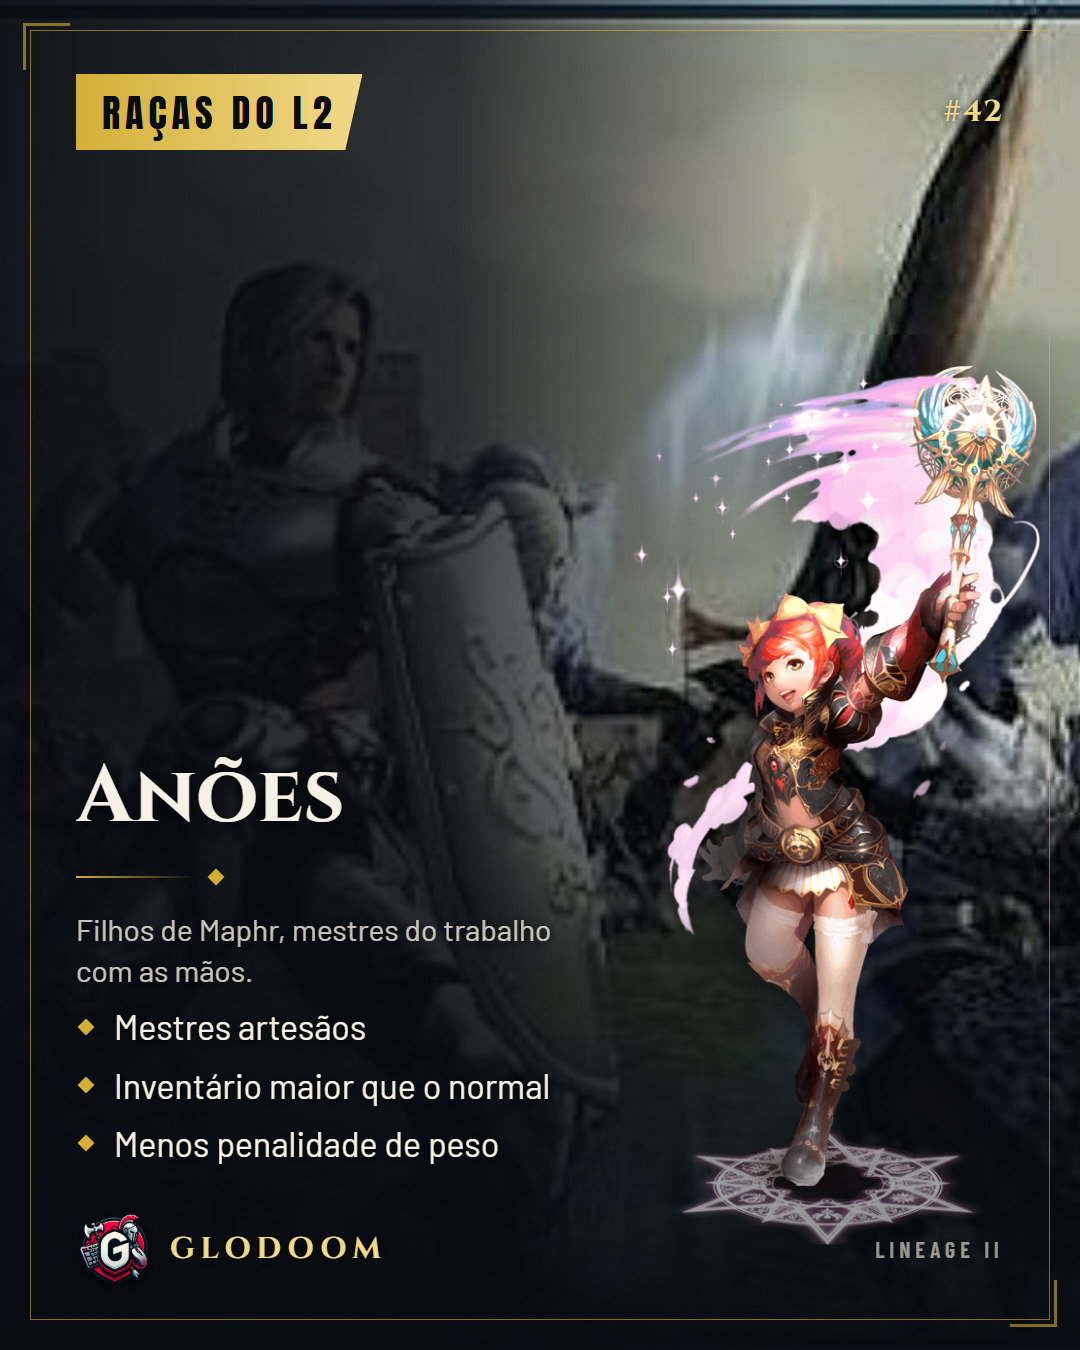 RAÇAS DO L2
#42
ANÕES
Filhos de Maphr, mestres do trabalho
com as mãos.
Mestres artesãos
Inventário maior que o normal
Menos penalidade de peso
G
GLODOOM
LINEAGE II